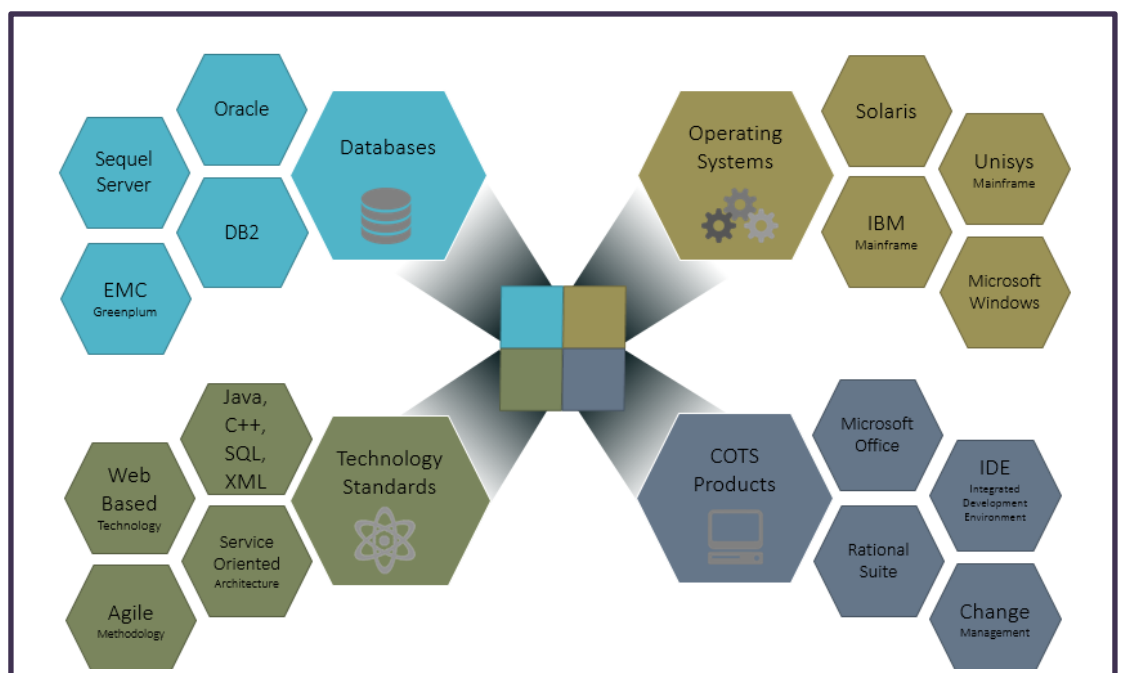 Oracle
Databases
Sequel
Server
DB2
EMC
Greenplum
Operating
Systems
Solaris
Unisys
Mainframe
IBM
Mainframe
Microsoft
Windows
Java,
C++,
SQL,
XML
Technology
Standards
Web
Based
Technology
Service
Oriented
Architecture
Agile
Methodology
COTS
Products
Microsoft
Office
IDE
Integrated
Development
Environment
Rational
Suite
Change
Management